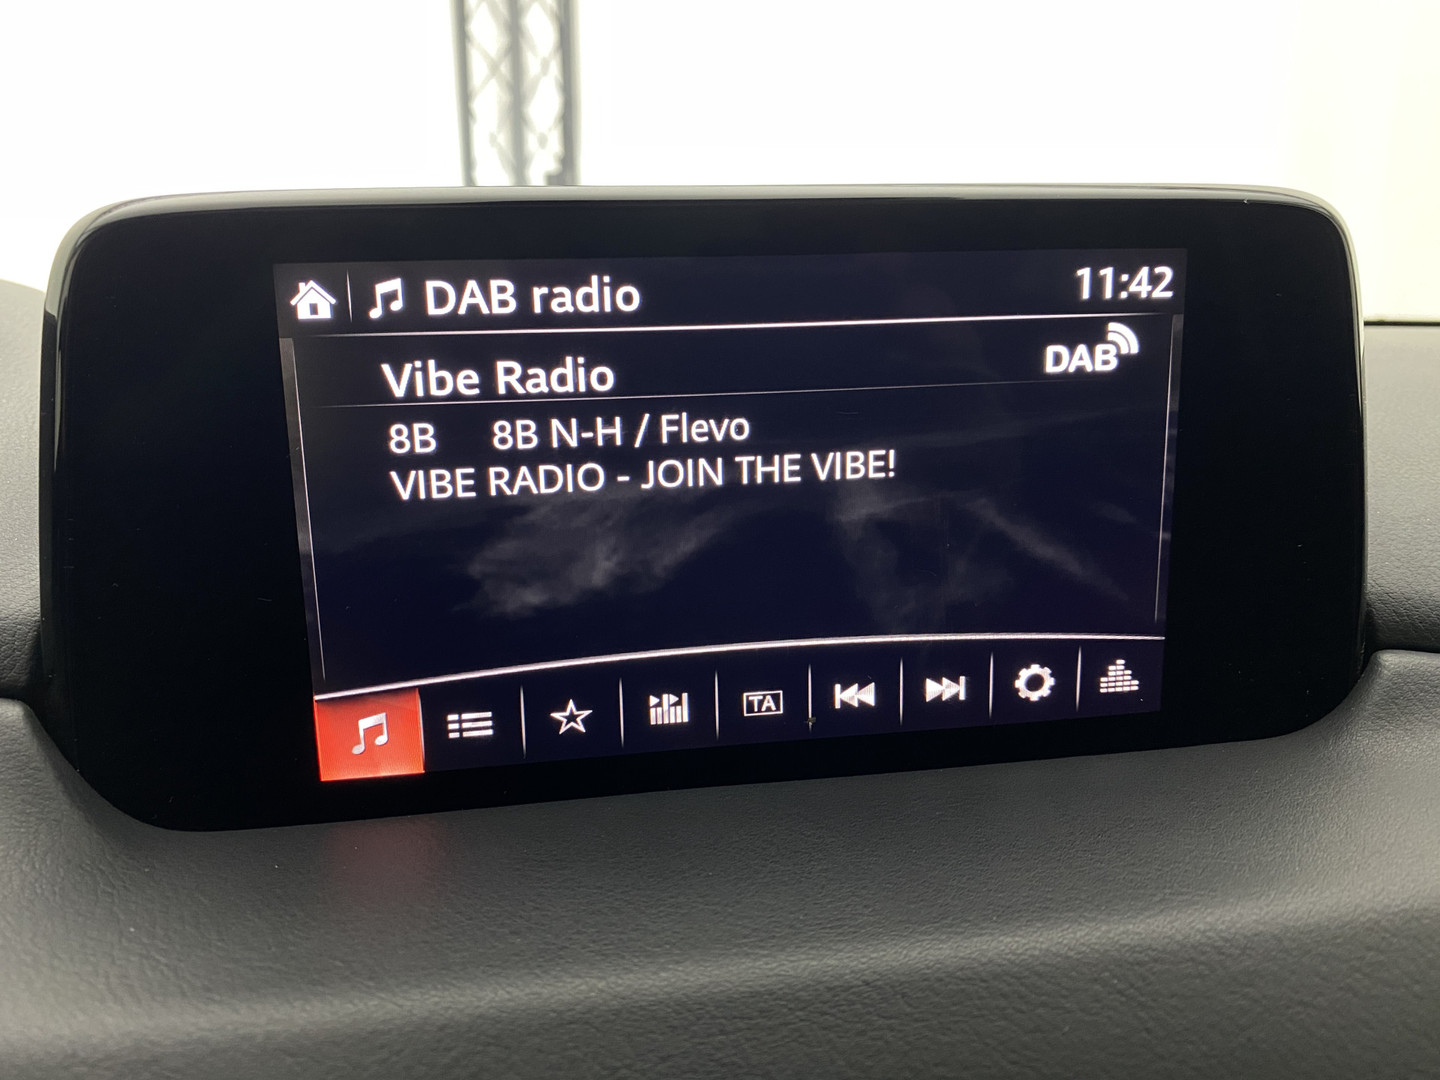 DAB radio
11:42
Vibe Radio
DAB
8B 8B N-H / Flevo
VIBE RADIO - JOIN THE VIBE!
TA